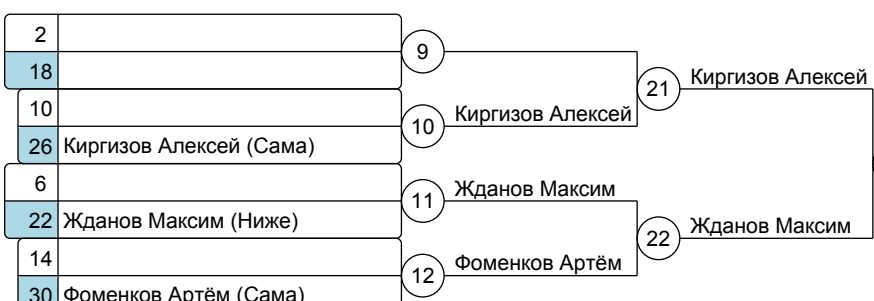 2
18
9
Киргизов Алексей
21
10
Киргизов Алексей
10
26 Киргизов Алексей (Сама)
6
Жданов Максим
11
22 Жданов Максим (Ниже)
Жданов Максим
22
14
Фоменков Артём
12
30 Фоменков Артём (Сама)